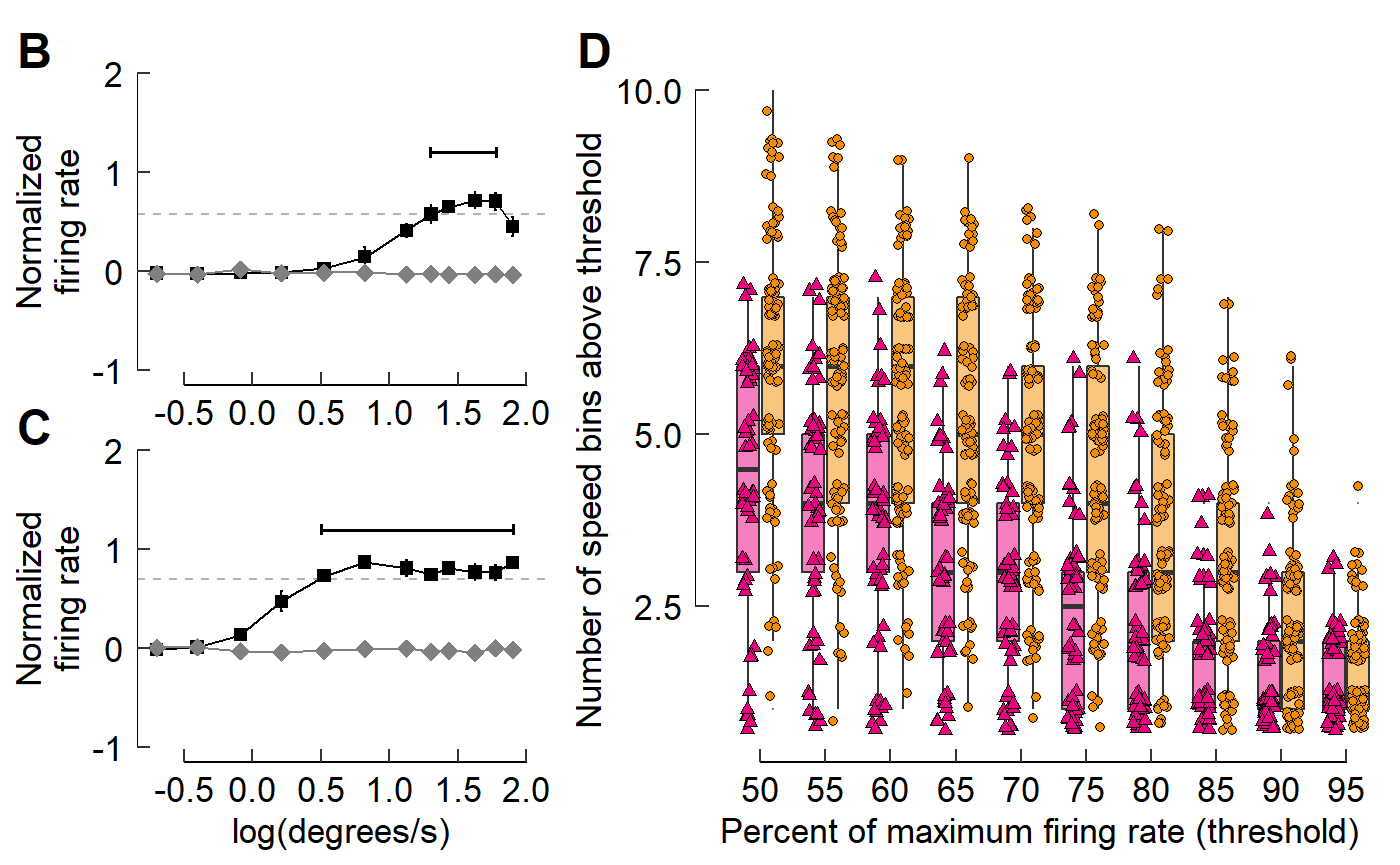 B
2
1
0
-1
Normalized
firing rate
-0.5 0.0 0.5 1.0 1.5 2.0
C
2
1
0
-1
Normalized
firing rate
-0.5 0.0 0.5 1.0 1.5 2.0
log(degrees/s)
D
10.0
7.5
5.0
2.5
Number of speed bins above threshold
50 55 60 65 70 75 80 85 90 95
Percent of maximum firing rate (threshold)